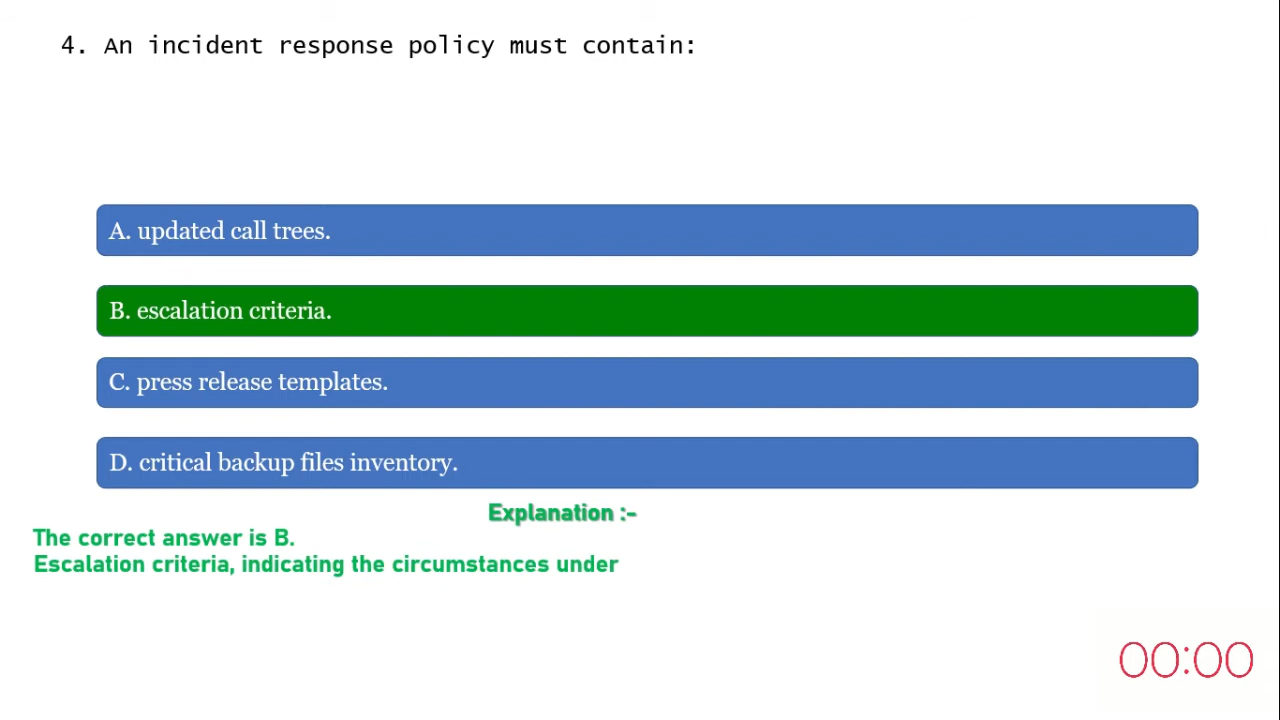 4. An incident response policy must contain:
A. updated call trees.
B. escalation criteria.
C. press release templates.
D. critical backup files inventory.
Explanation :-
The correct answer is B.
Escalation criteria, indicating the circumstances under
00:00